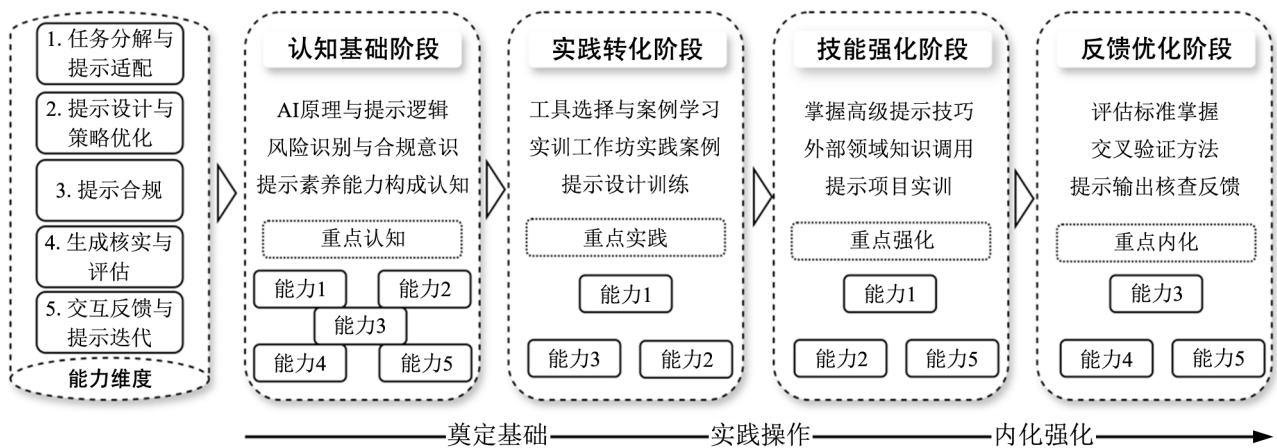 1. 任务分解与
提示适配
2. 提示设计与
策略优化
3. 提示合规
4. 生成核实与
评估
5. 交互反馈与
提示迭代
能力维度
认知基础阶段
AI原理与提示逻辑
风险识别与合规意识
提示素养能力构成认知
重点认知
能力1
能力2
能力3
能力4
能力5
实践转化阶段
工具选择与案例学习
实训工作坊实践案例
提示设计训练
重点实践
能力1
能力3
能力2
技能强化阶段
掌握高级提示技巧
外部领域知识调用
提示项目实训
重点强化
能力1
能力2
能力5
反馈优化阶段
评估标准掌握
交叉验证方法
提示输出核查反馈
重点内化
能力3
能力4
能力5
奠定基础
实践操作
内化强化